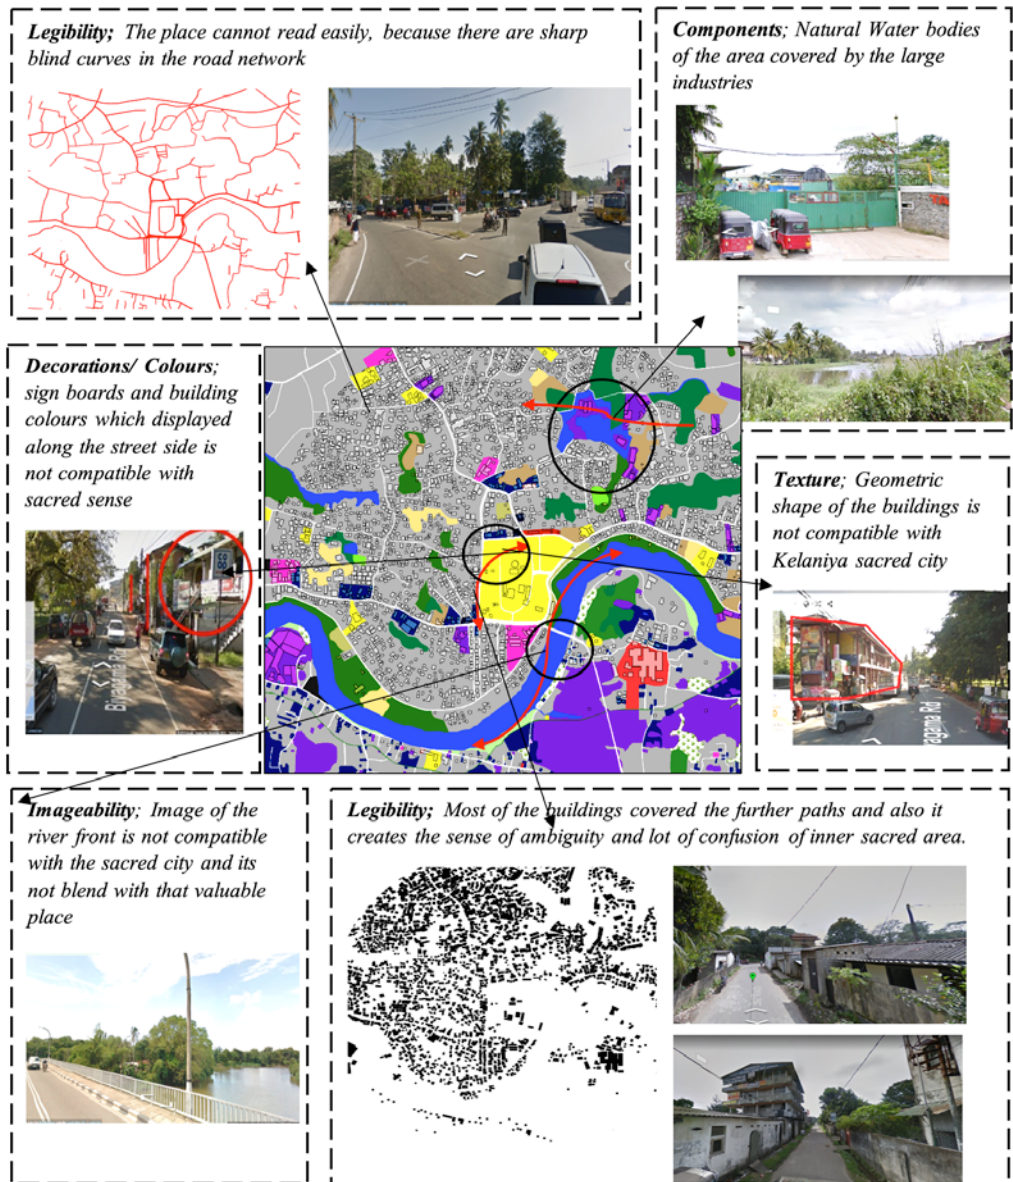 Legibility; The place cannot read easily, because there are sharp
blind curves in the road network
Components; Natural Water bodies
of the area covered by the large
industries
Decorations/ Colours;
sign boards and building
colours which displayed
along the street side is
not compatible with
sacred sense
Texture; Geometric
shape of the buildings is
not compatible with
Kelaniya sacred city
Imageability; Image of the
river front is not compatible
with the sacred city and its
not blend with that valuable
place
Legibility; Most of the buildings covered the further paths and also it
creates the sense of ambiguity and lot of confusion of inner sacred area.